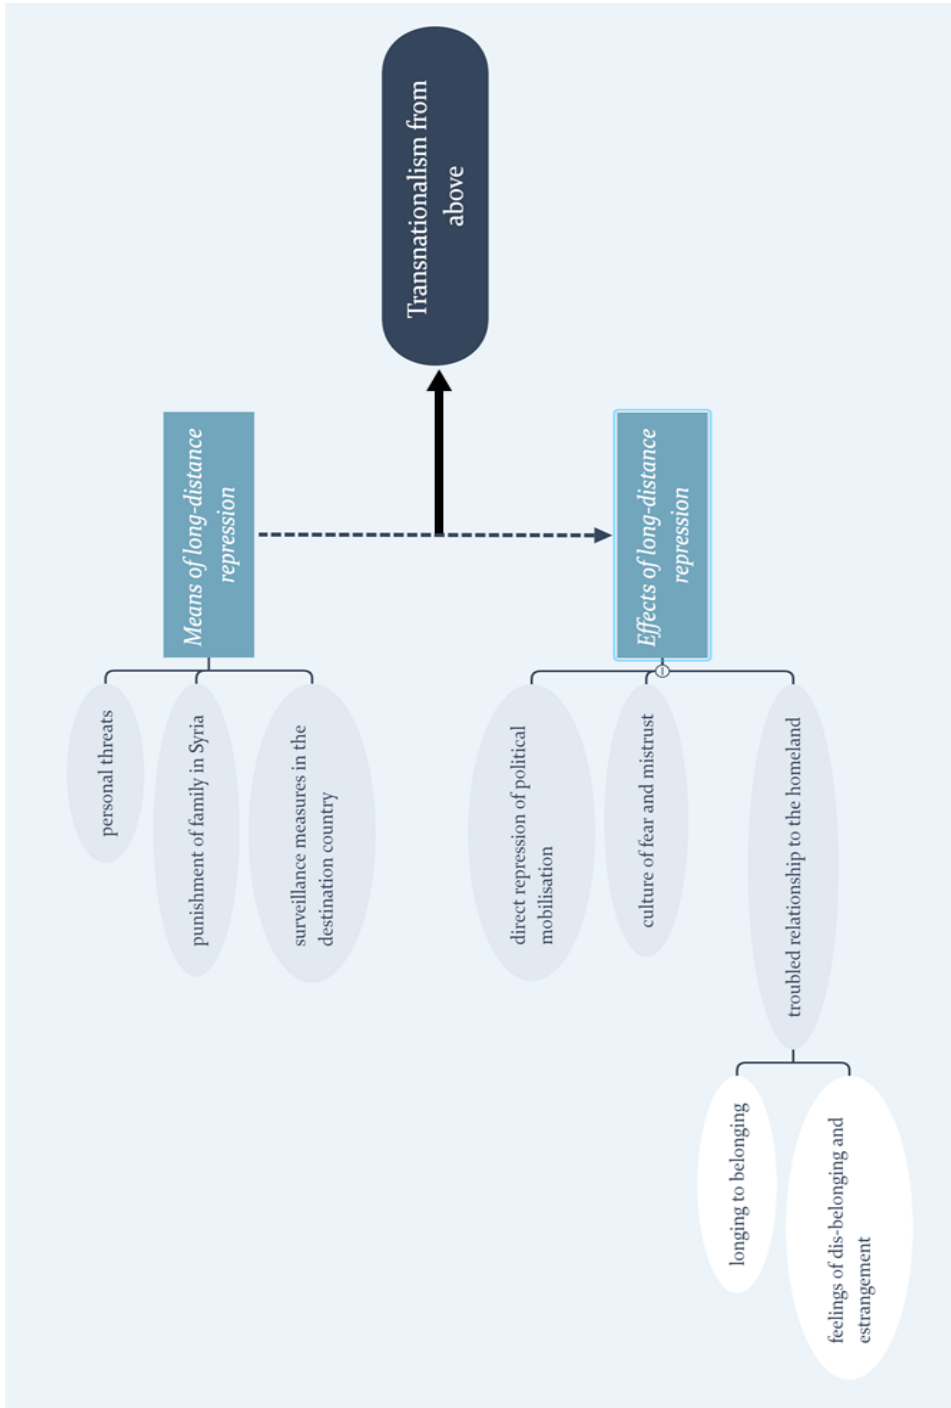 personal threats
punishment of family in Syria
surveillance measures in the
destination country
Means of long-distance
repression
Transnationalism from
above
longing to belonging
feelings of dis-belonging and
estrangement
direct repression of political
mobilisation
culture of fear and mistrust
troubled relationship to the homeland
Effects of long-distance
repression